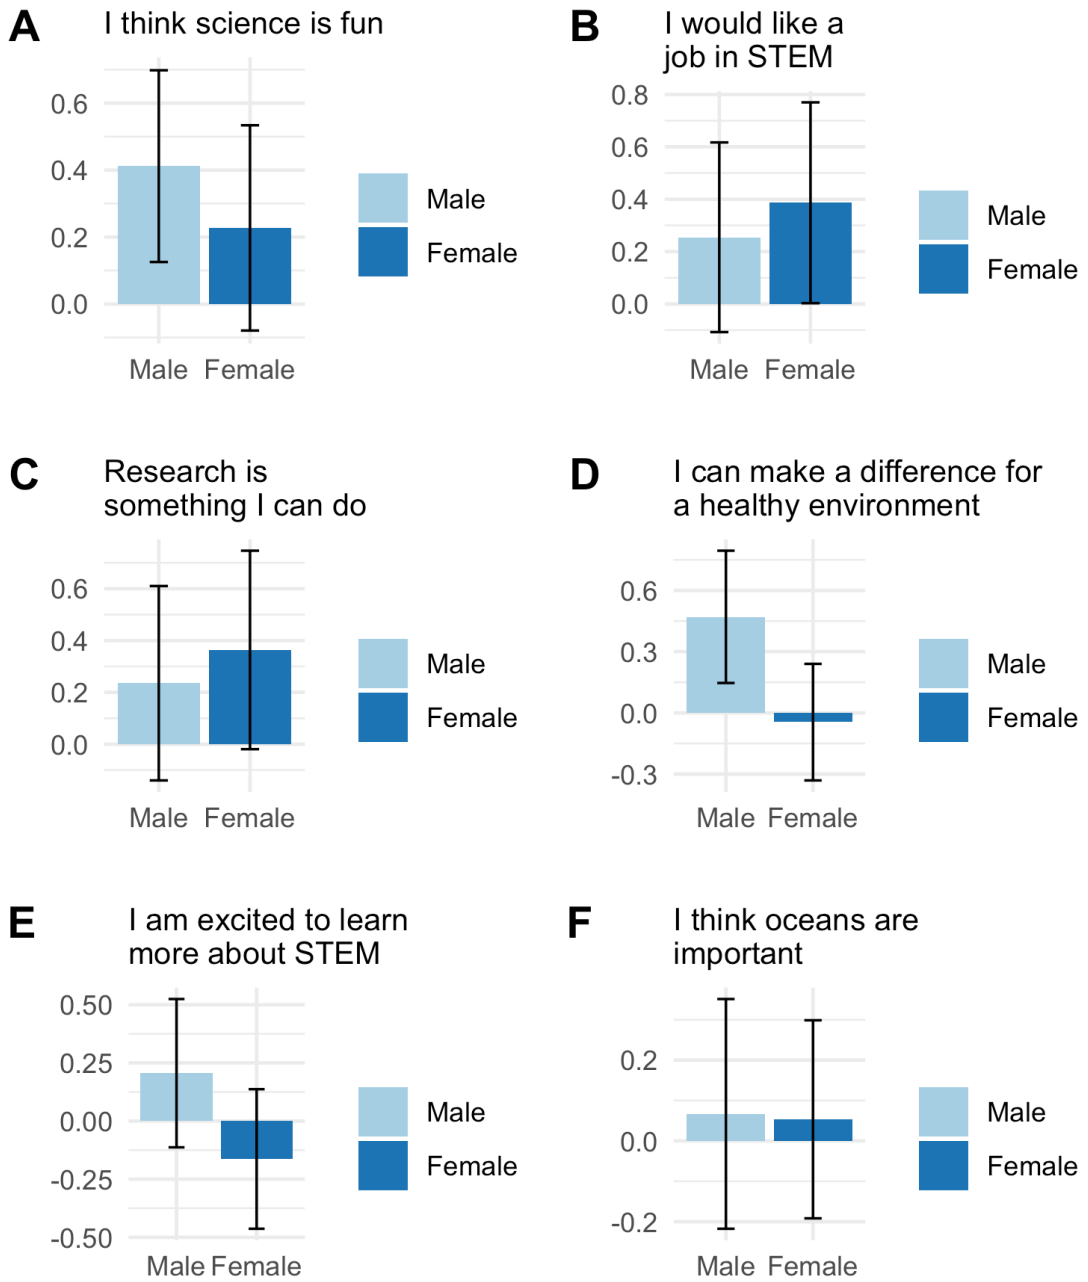 A
I think science is fun
0.6
0.4
0.2
0.0
Male
Female
Male
Female
B
I would like a
job in STEM
0.8
0.6
0.4
0.2
0.0
Male
Female
Male
Female
C
Research is
something I can do
0.6
0.4
0.2
0.0
Male
Female
Male
Female
D
I can make a difference for
a healthy environment
0.6
0.3
0.0
-0.3
Male
Female
Male
Female
E
I am excited to learn
more about STEM
0.50
0.25
0.00
-0.25
-0.50
Male
Female
Male
Female
F
I think oceans are
important
0.2
0.0
-0.2
Male
Female
Male
Female